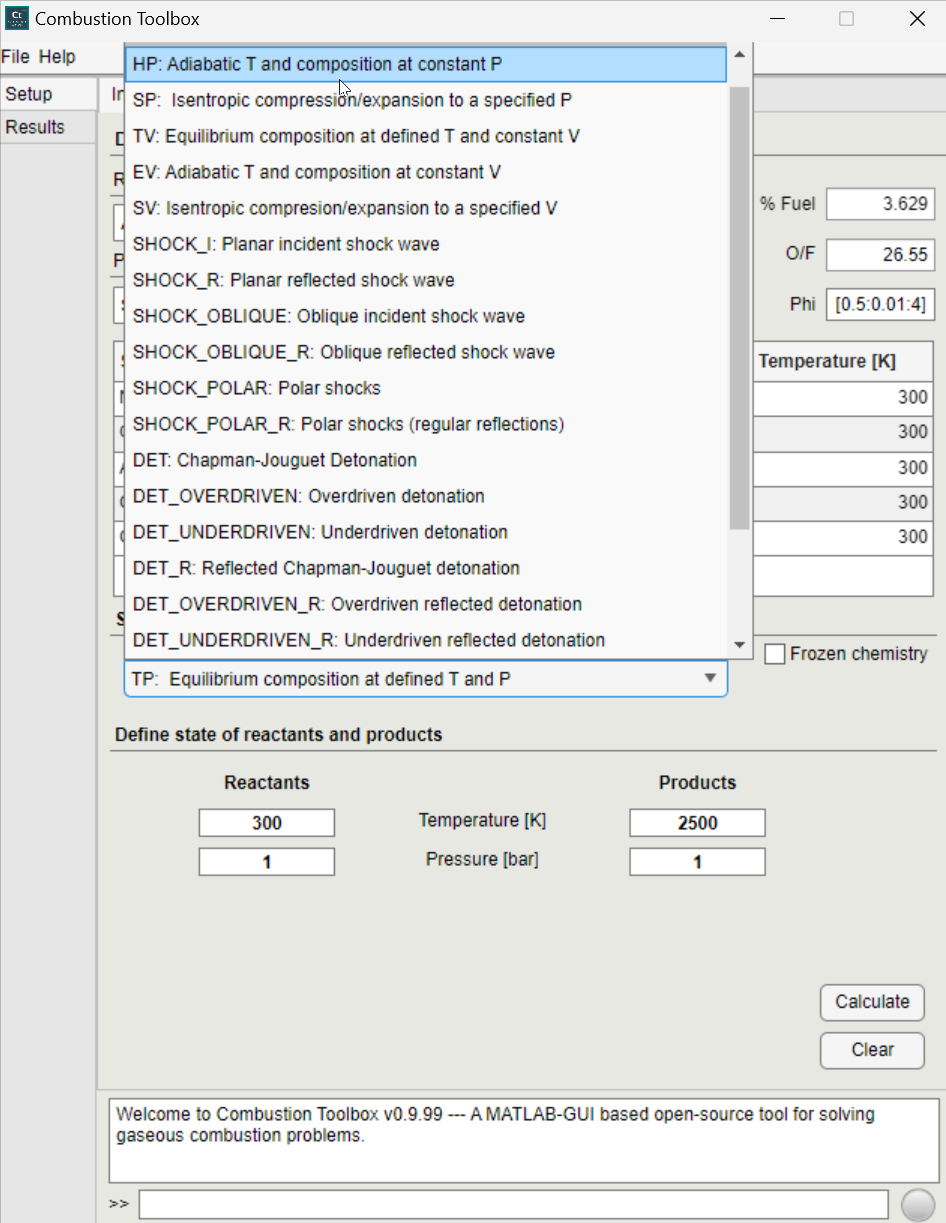 Ct
Combustion Toolbox
File Help
Setup
Results
HP: Adiabatic T and composition at constant P
SP: Isentropic compression/expansion to a specified P
TV: Equilibrium composition at defined T and constant V
EV: Adiabatic T and composition at constant V
SV: Isentropic compresion/expansion to a specified V
SHOCK_I: Planar incident shock wave
SHOCK_R: Planar reflected shock wave
SHOCK_OBLIQUE: Oblique incident shock wave
SHOCK_OBLIQUE_R: Oblique reflected shock wave
SHOCK_POLAR: Polar shocks
SHOCK_POLAR_R: Polar shocks (regular reflections)
DET: Chapman-Jouguet Detonation
DET_OVERDRIVEN: Overdriven detonation
DET_UNDERDRIVEN: Underdriven detonation
DET_R: Reflected Chapman-Jouguet detonation
DET_OVERDRIVEN_R: Overdriven reflected detonation
DET_UNDERDRIVEN_R: Underdriven reflected detonation
TP: Equilibrium composition at defined T and P
% Fuel 3.629
O/F 26.55
Phi [0.5:0.01:4]
Temperature [K]
300
300
300
300
300
Frozen chemistry
Define state of reactants and products
Reactants Products
300 Temperature [K] 2500
1 Pressure [bar] 1
Calculate
Clear
Welcome to Combustion Toolbox v0.9.99 --- A MATLAB-GUI based open-source tool for solving
gaseous combustion problems.
>>